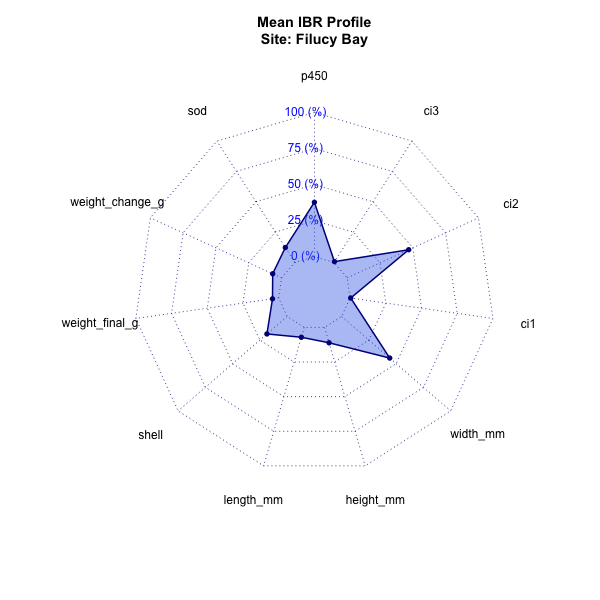 Mean IBR Profile
Site: Filucy Bay
p450
sod
100 (%)
ci3
75 (%)
weight_change_g
50 (%)
ci2
25 (%)
0 (%)
weight_final_g
ci1
shell
width_mm
length_mm
height_mm